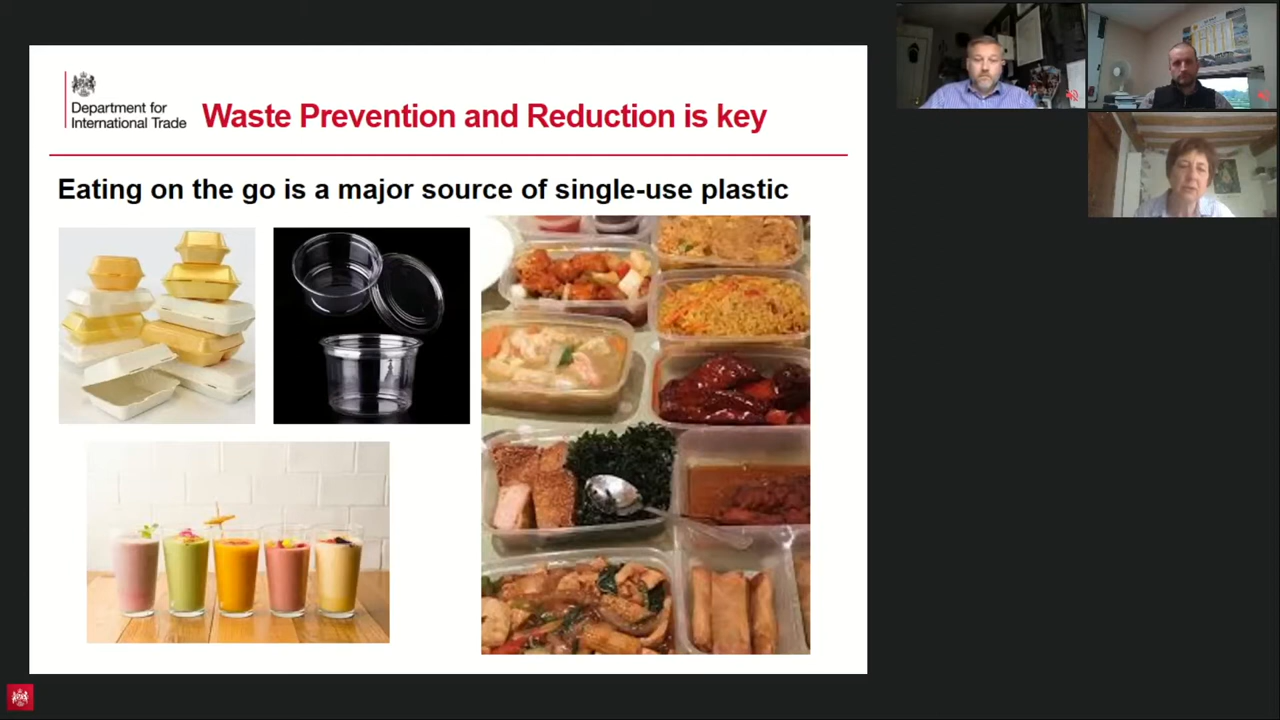 Department for
International Trade
Waste Prevention and Reduction is key
Eating on the go is a major source of single-use plastic